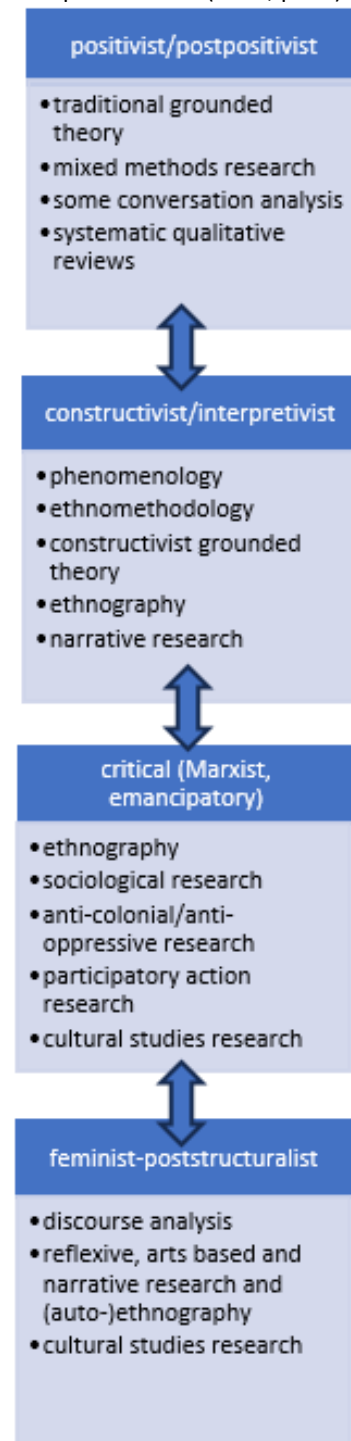 positivist/postpositivist
•traditional grounded
theory
•mixed methods research
•some conversation analysis
•systematic qualitative
reviews
constructivist/interpretivist
•phenomenology
•ethnomethodology
•constructivist grounded
theory
•ethnography
•narrative research
critical (Marxist,
emancipatory)
•ethnography
•sociological research
•anti-colonial/anti-
oppressive research
•participatory action
research
•cultural studies research
feminist-poststructuralist
•discourse analysis
•reflexive, arts based and
narrative research and
(auto-)ethnography
•cultural studies research